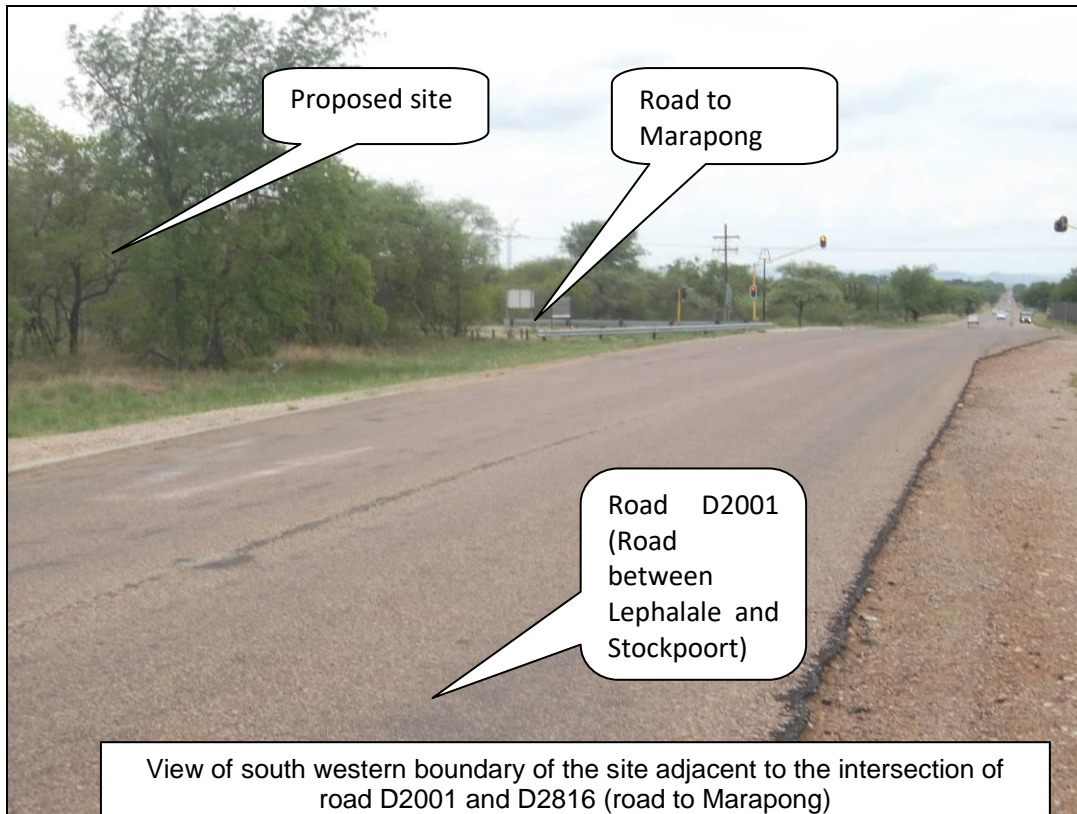 Proposed site
Road to
Marapong
Road D2001
(Road
between
Lephalale and
Stockpoort)
View of south western boundary of the site adjacent to the intersection of
road D2001 and D2816 (road to Marapong)